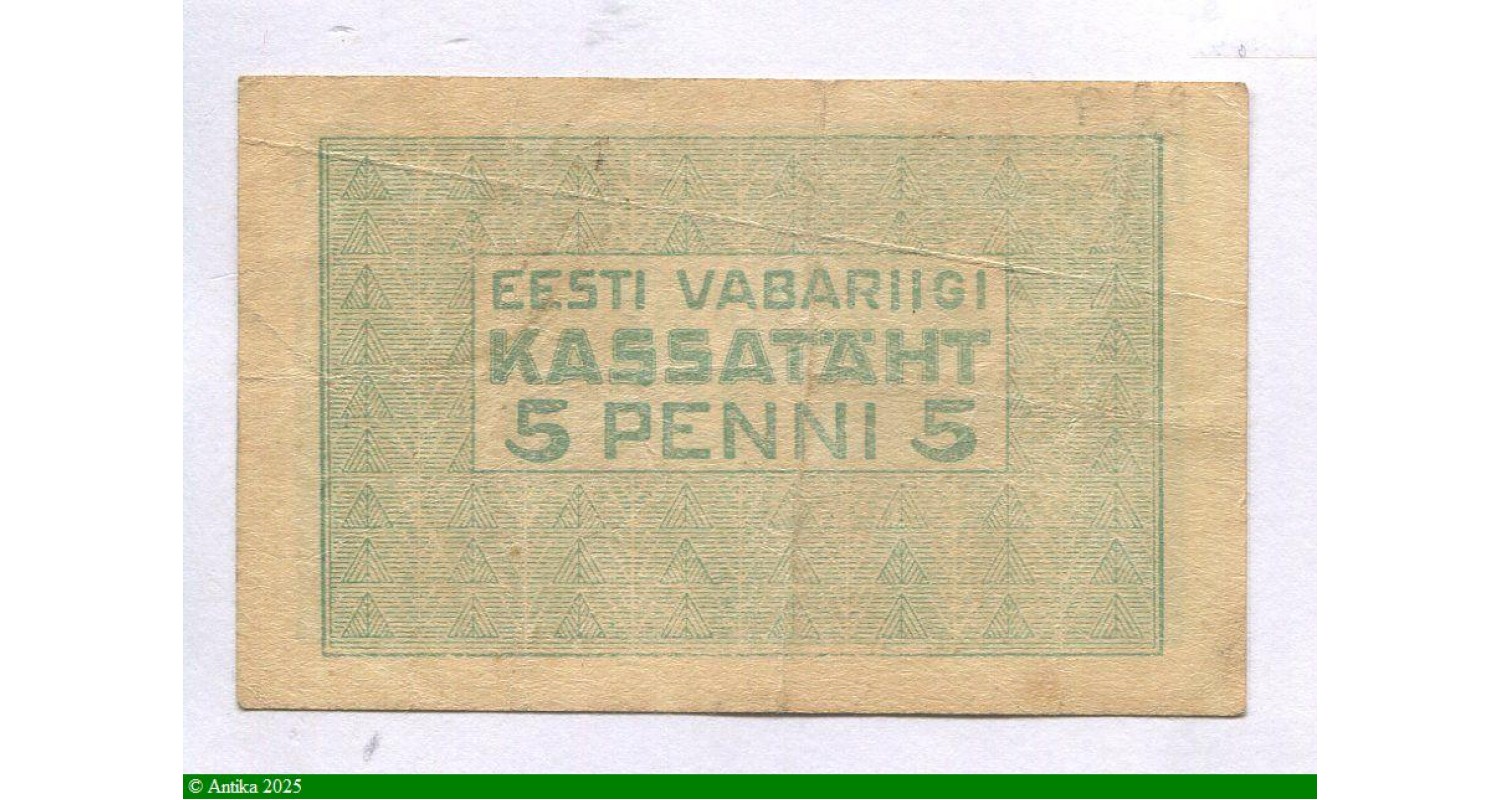 EESTI VABARIIGI
KASSATÄHT
5 PENNI 5
© Antika 2025